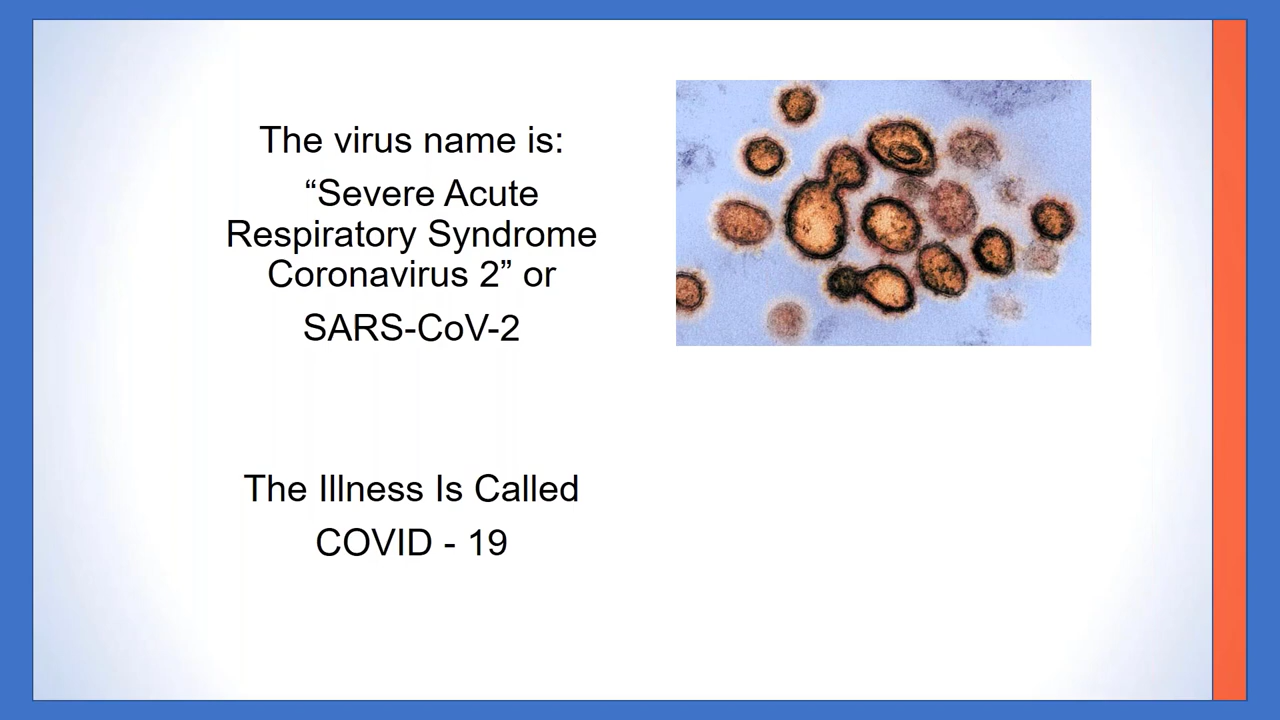 The virus name is:
“Severe Acute
Respiratory Syndrome
Coronavirus 2” or
SARS-CoV-2
The Illness Is Called
COVID - 19